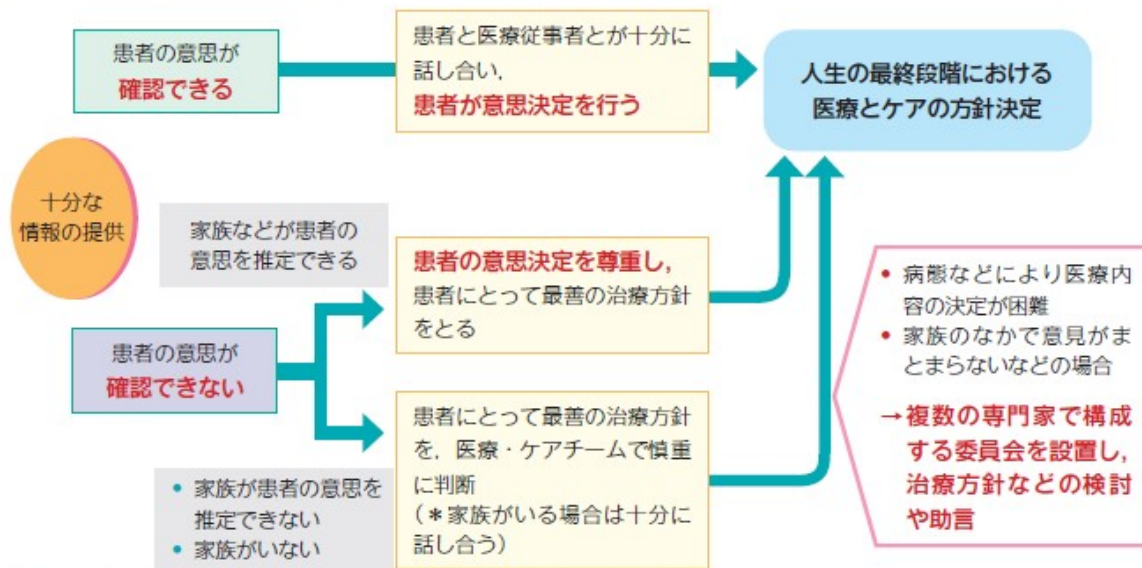 患者の意思が
確認できる
患者と医療従事者とが十分に
話し合い，
患者が意思決定を行う
人生の最終段階における
医療とケアの方針決定
十分な
情報の提供
家族などが患者の
意思を推定できる
患者の意思決定を尊重し，
患者にとって最善の治療方針
をとる
患者の意思が
確認できない
患者にとって最善の治療方針
を，医療・ケアチームで慎重
に判断
（＊家族がいる場合は十分に
話し合う）
• 家族が患者の意思を
推定できない
• 家族がいない
• 病態などにより医療内
容の決定が困難
• 家族のなかで意見がま
とまらないなどの場合
→複数の専門家で構成
する委員会を設置し，
治療方針などの検討
や助言